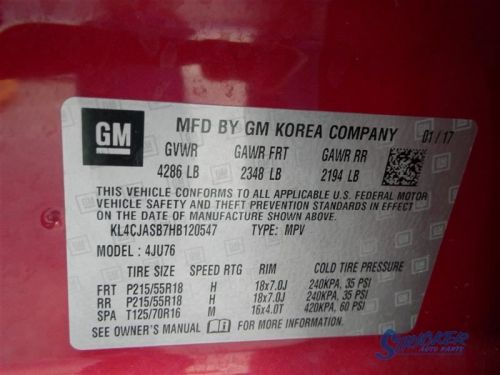 GM
MFD BY GM KOREA COMPANY 01/17
GVWR GAWR FRT GAWR RR
4286 LB 2348 LB 2194 LB
THIS VEHICLE CONFORMS TO ALL APPLICABLE U.S. FEDERAL MOTOR
VEHICLE SAFETY AND THEFT PREVENTION STANDARDS IN EFFECT
ON THE DATE OF MANUFACTURE SHOWN ABOVE.
KL4CJASB7HB120547 TYPE: MPV
MODEL: 4JU76
TIRE SIZE SPEED RTG RIM COLD TIRE PRESSURE
FRT P215/55R18 H 18x7.0J 240KPA, 35 PSI
RR P215/55R18 H 18x7.0J 240KPA, 35 PSI
SPA T125/70R16 M 16x4.0T 420KPA, 60 PSI
SEE OWNER'S MANUAL FOR MORE INFORMATION
STRICKER
AUTO PARTS